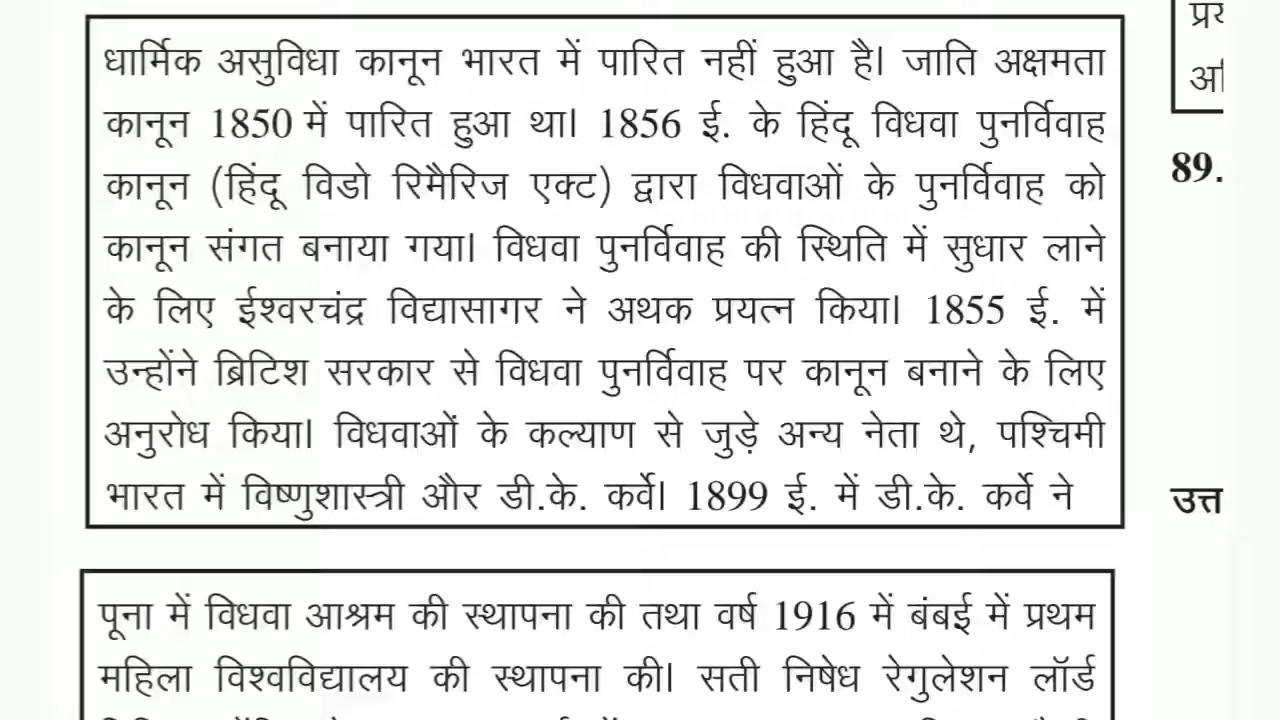 धार्मिक असुविधा कानून भारत में पारित नहीं हुआ है। जाति अक्षमता
कानून 1850 में पारित हुआ था। 1856 ई. के हिंदू विधवा पुनर्विवाह
कानून (हिंदू विडो रिमैरिज एक्ट) द्वारा विधवाओं के पुनर्विवाह को
कानून संगत बनाया गया। विधवा पुनर्विवाह की स्थिति में सुधार लाने
के लिए ईश्वरचंद्र विद्यासागर ने अथक प्रयत्न किया। 1855 ई. में
उन्होंने ब्रिटिश सरकार से विधवा पुनर्विवाह पर कानून बनाने के लिए
अनुरोध किया। विधवाओं के कल्याण से जुड़े अन्य नेता थे, पश्चिमी
भारत में विष्णुशास्त्री और डी.के. कर्वे। 1899 ई. में डी.के. कर्वे ने
पूना में विधवा आश्रम की स्थापना की तथा वर्ष 1916 में बंबई में प्रथम
महिला विश्वविद्यालय की स्थापना की। सती निषेध रेगुलेशन लॉर्ड
89.
उत्त